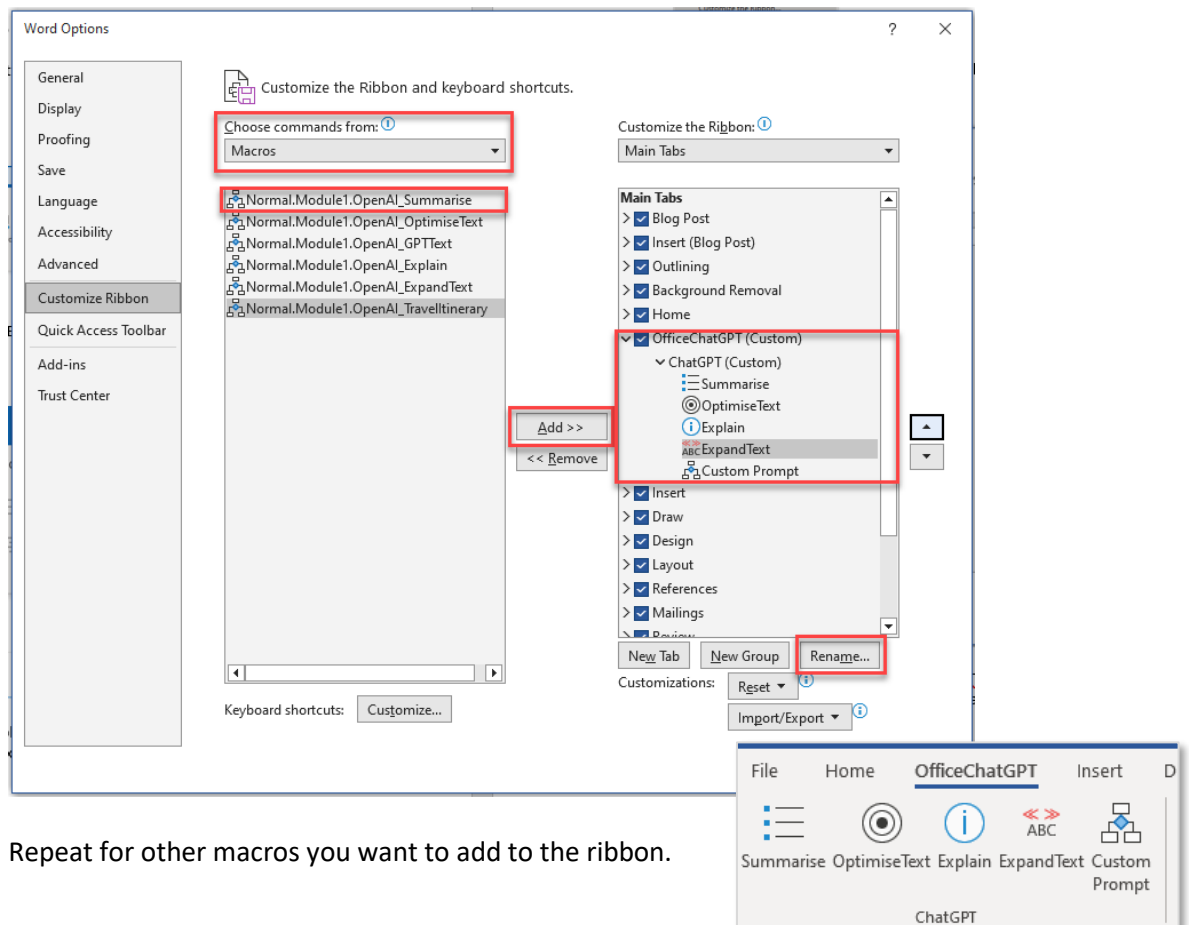 Customize the Ribbon...
Word Options
?
General
Display
Proofing
Save
Language
Accessibility
Advanced
Customize Ribbon
Quick Access Toolbar
Add-ins
Trust Center
Customize the Ribbon and keyboard shortcuts.
Choose commands from:
Macros
Normal.Module1.OpenAI_Summarise
Normal.Module1.OpenAI_OptimiseText
Normal.Module1.OpenAI_GPTText
Normal.Module1.OpenAI_Explain
Normal.Module1.OpenAI_ExpandText
Normal.Module1.OpenAI_TravelItinerary
Keyboard shortcuts: Customize...
Add >>
<< Remove
Customize the Ribbon:
Main Tabs
Main Tabs
Blog Post
Insert (Blog Post)
Outlining
Background Removal
Home
OfficeChatGPT (Custom)
ChatGPT (Custom)
Summarise
OptimiseText
Explain
ABC ExpandText
Custom Prompt
Insert
Draw
Design
Layout
References
Mailings
Review
New Tab New Group Rename...
Customizations: Reset
Import/Export
File Home OfficeChatGPT Insert D
ABC
Summarise OptimiseText Explain ExpandText Custom
Prompt
ChatGPT
Repeat for other macros you want to add to the ribbon.